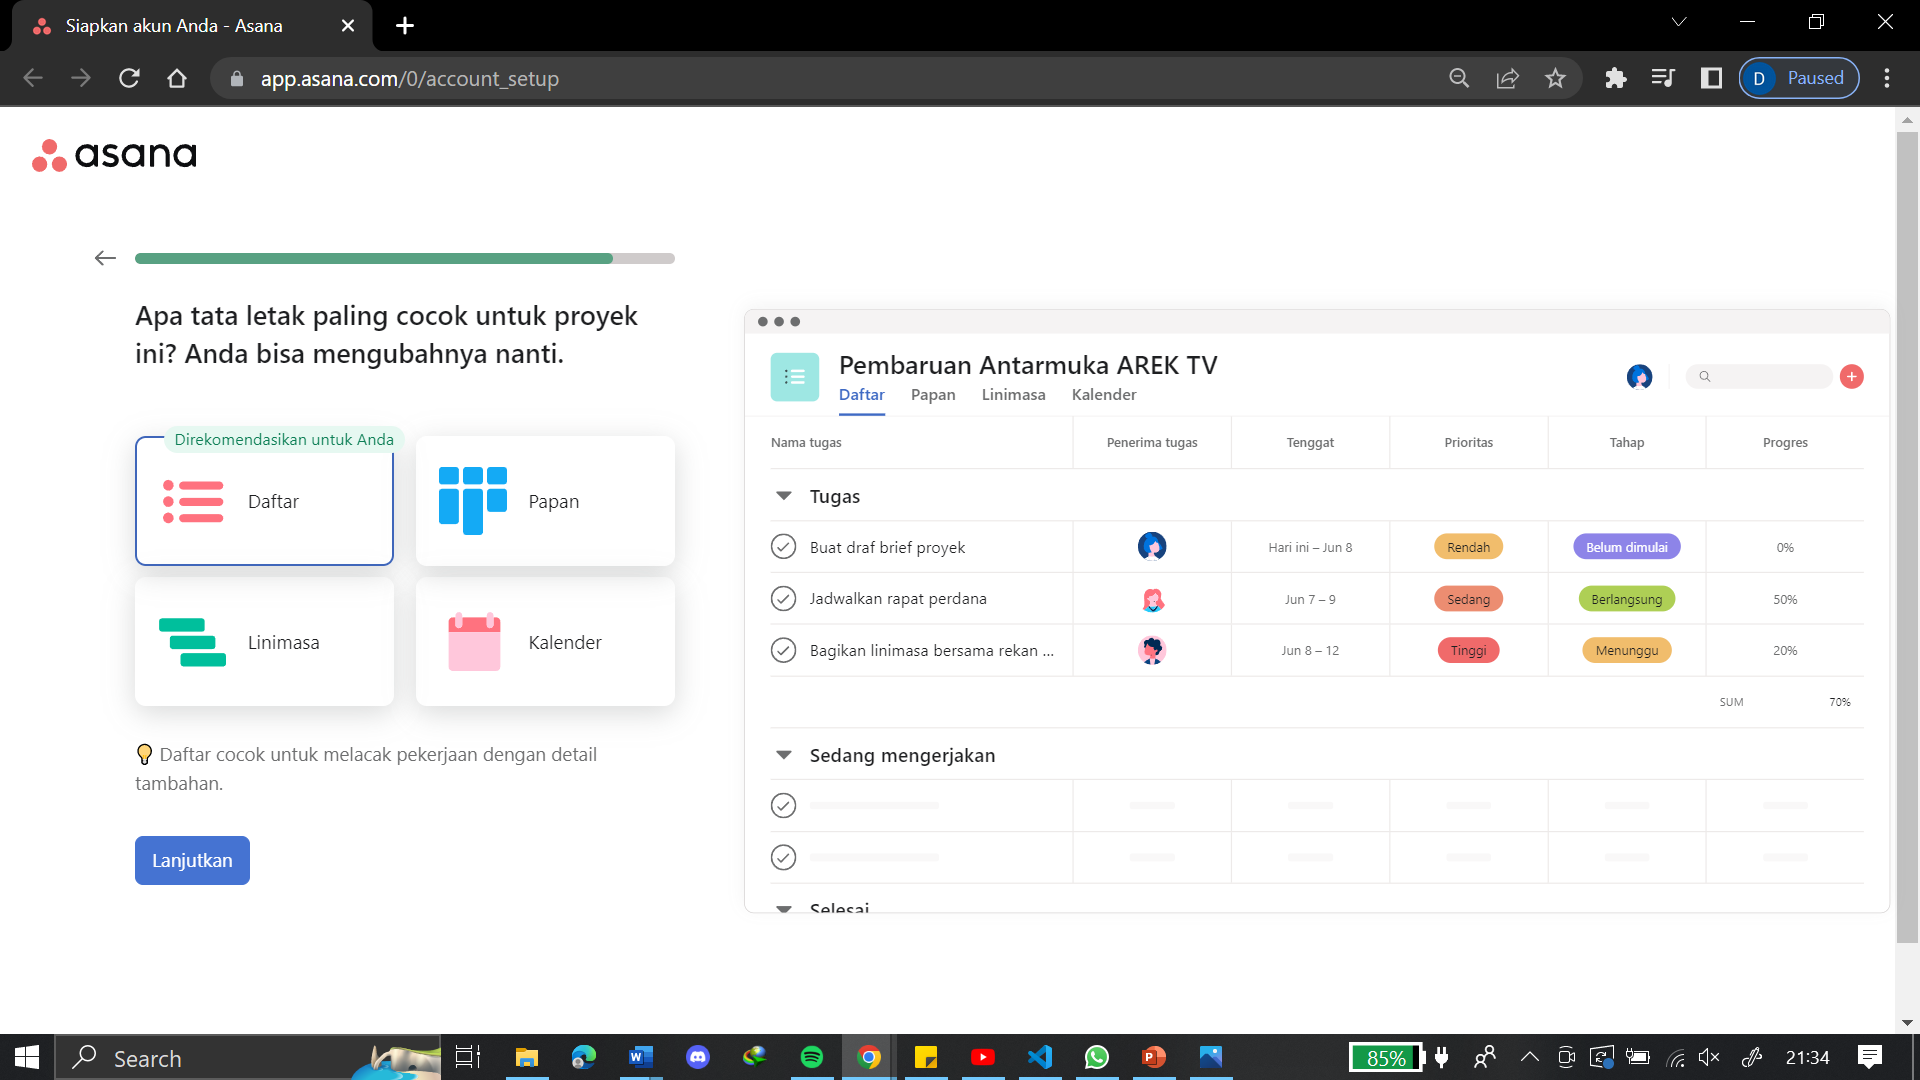 Siapkan akun Anda - Asana
app.asana.com/0/account_setup
D Paused
asana
Apa tata letak paling cocok untuk proyek
ini? Anda bisa mengubahnya nanti.
Direkomendasikan untuk Anda
Daftar
Papan
Linimasa
Kalender
Daftar cocok untuk melacak pekerjaan dengan detail
tambahan.
Lanjutkan
Pembaruan Antarmuka AREK TV
Daftar Papan Linimasa Kalender
Nama tugas Penerima tugas Tenggat Prioritas Tahap Progres
Tugas
Buat draf brief proyek Hari ini – Jun 8 Rendah Belum dimulai 0%
Jadwalkan rapat perdana Jun 7 – 9 Sedang Berlangsung 50%
Bagikan linimasa bersama rekan ... Jun 8 – 12 Tinggi Menunggu 20%
SUM 70%
Sedang mengerjakan
Selesai
Search
85%
21:34